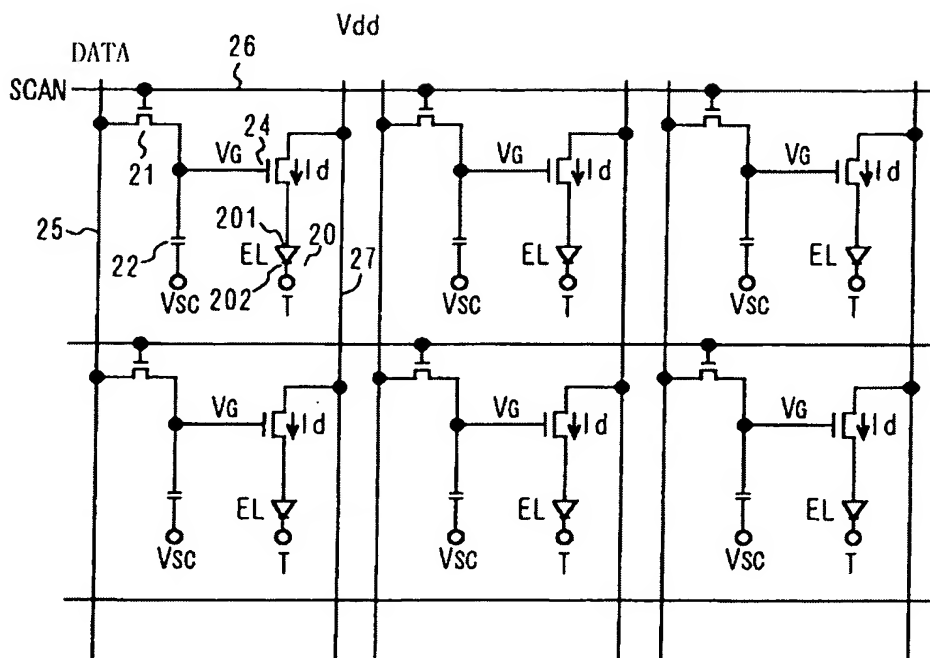 Vdd
DATA
26
SCAN
24
21
VG
Id
VG
Id
VG
Id
201
25
22
EL
20
27
EL
EL
202
VSC
T
VSC
T
VSC
T
VG
Id
VG
Id
VG
Id
EL
EL
EL
VSC
T
VSC
T
VSC
T